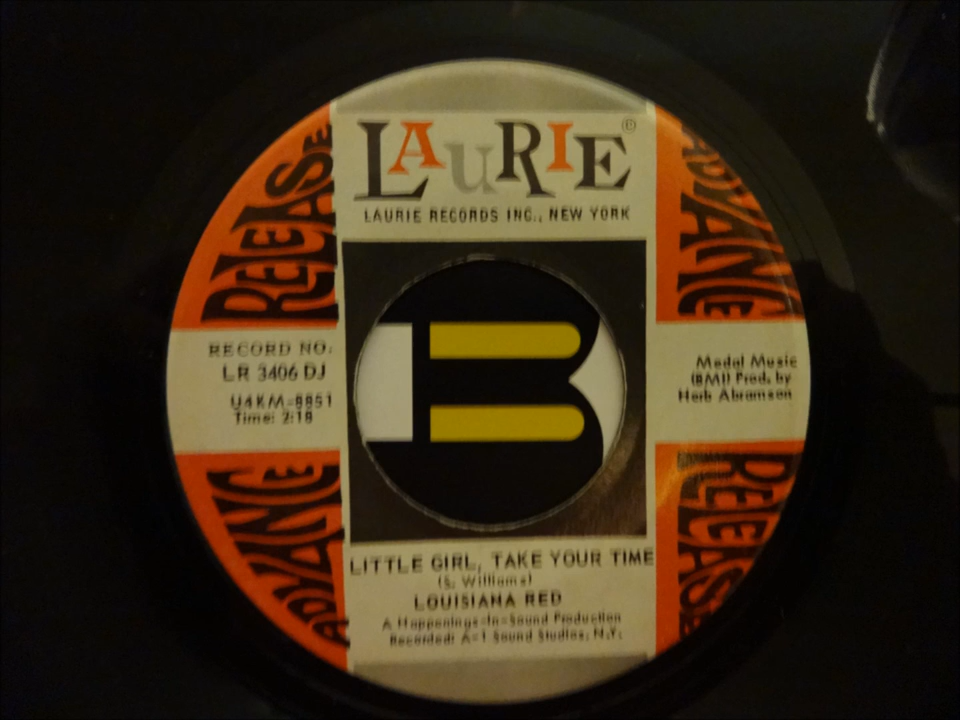 LAURIE
LAURIE RECORDS INC., NEW YORK
RELEASE
ADVANCE
RECORD NO:
LR 3406 DJ
U4KM-8851
Time: 2:18
Medal Music
(BMI) Prod. by
Herb Abramson
B
ADVANCE
RELEASE
LITTLE GIRL, TAKE YOUR TIME
(S. Williams)
LOUISIANA RED
A Happenings-In-Sound Production
Recorded: A-1 Sound Studios, N.Y.